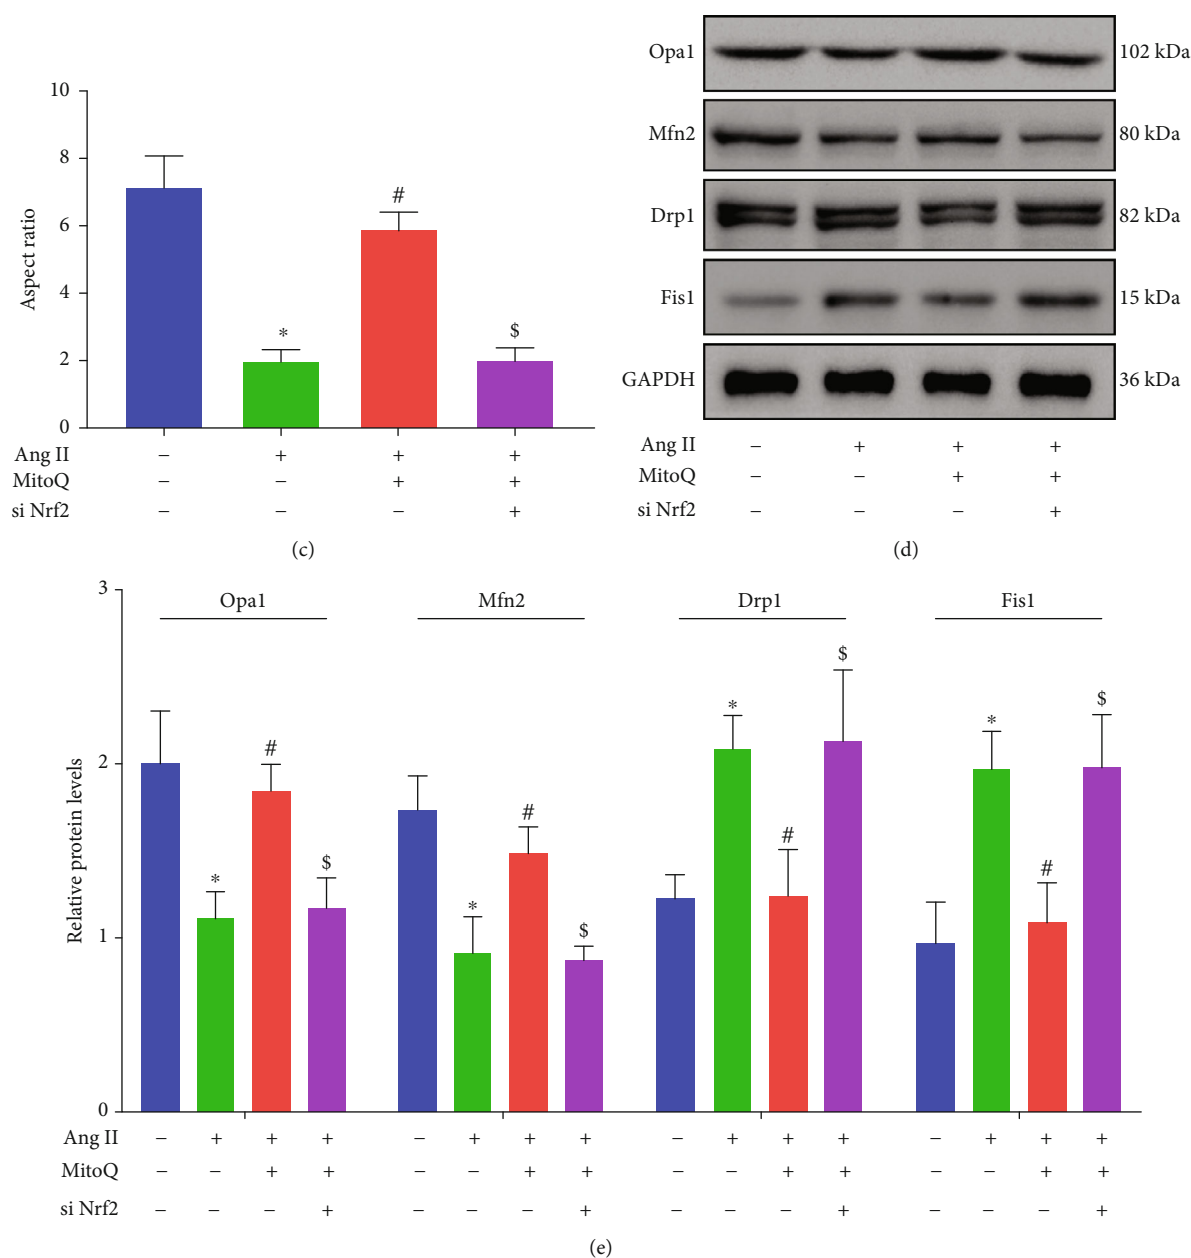 10
8
6
4
2
0
Aspect ratio
*
#
$
Ang II − + + +
MitoQ − − + +
si Nrf2 − − − +
(c)
Opa1 102 kDa
Mfn2 80 kDa
Drp1 82 kDa
Fis1 15 kDa
GAPDH 36 kDa
Ang II − + + +
MitoQ − − + +
si Nrf2 − − − +
(d)
3
2
1
0
Relative protein levels
Opa1 Mfn2 Drp1 Fis1
* # $ * # $ * # $ * # $
Ang II − + + + − + + + − + + + − + + +
MitoQ − − + + − − + + − − + + − − + +
si Nrf2 − − − + − − − + − − − + − − − +
(e)